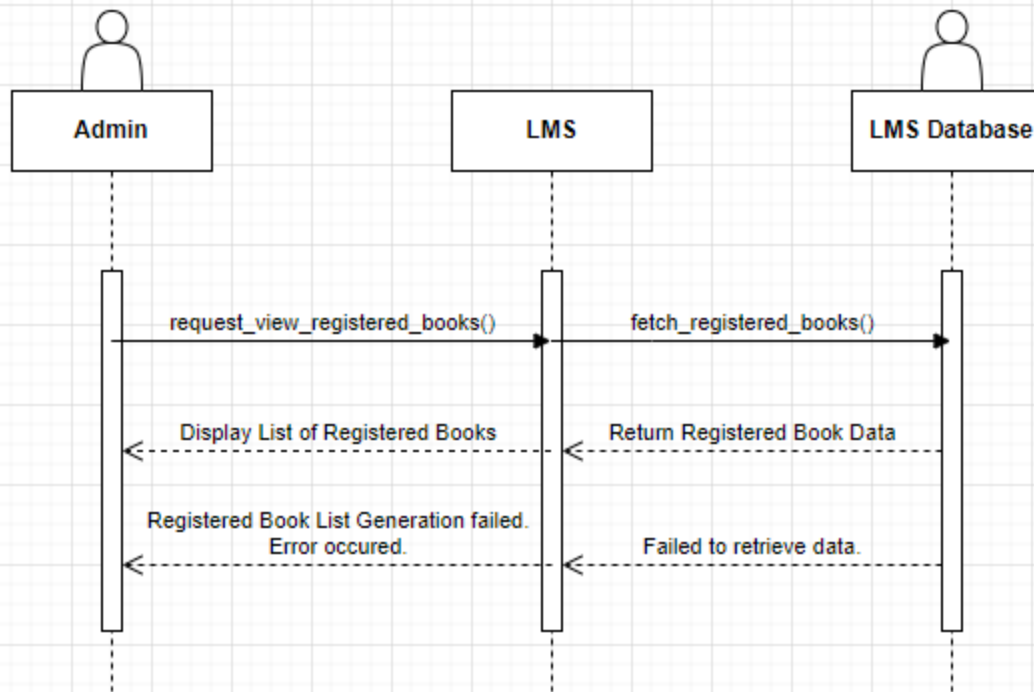 Admin
LMS
LMS Database
request_view_registered_books()
fetch_registered_books()
Display List of Registered Books
Return Registered Book Data
Registered Book List Generation failed.
Error occured.
Failed to retrieve data.